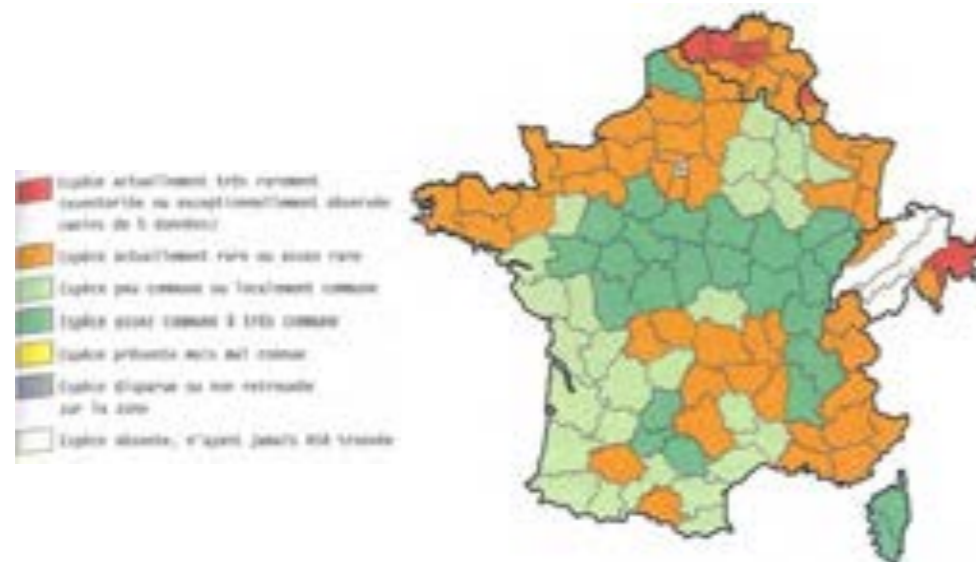 Espèce actuellement très rarement
inventoriée ou exceptionnellement observée
(moins de 5 données)
Espèce actuellement rare ou assez rare
Espèce peu commune ou localement commune
Espèce assez commune à très commune
Espèce présente mais mal connue
Espèce disparue ou non retrouvée
sur la zone
Espèce absente, n'ayant jamais été trouvée